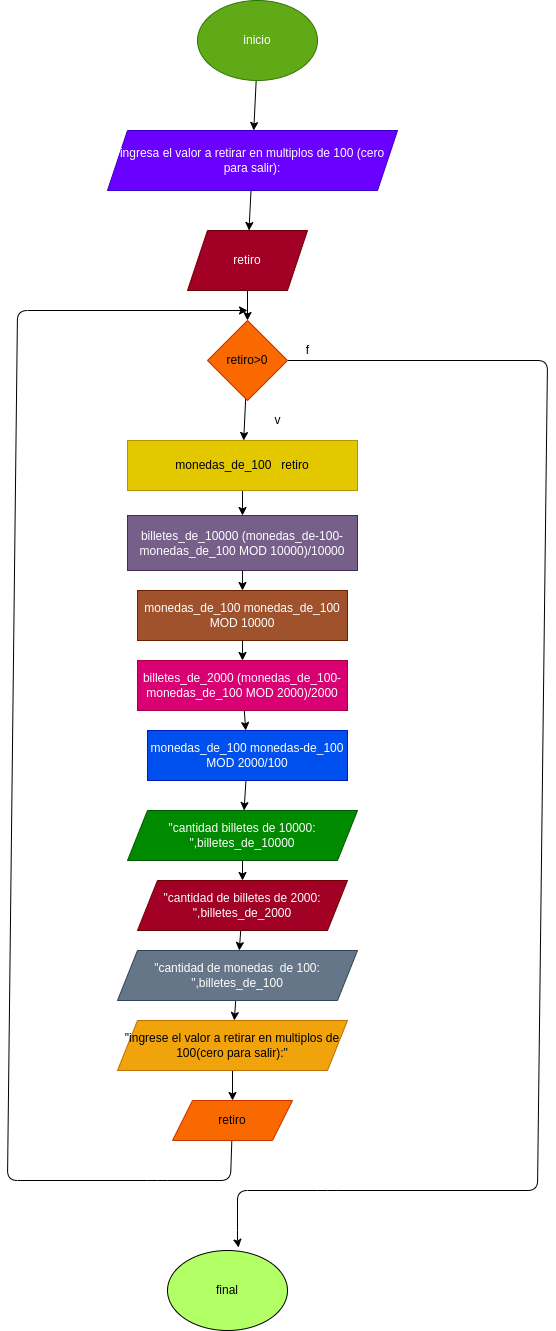 inicio
ingresa el valor a retirar en multiplos de 100 (cero
para salir):
retiro
retiro>0
f
v
monedas_de_100 retiro
billetes_de_10000 (monedas_de-100-
monedas_de_100 MOD 10000)/10000
monedas_de_100 monedas_de_100
MOD 10000
billetes_de_2000 (monedas_de_100-
monedas_de_100 MOD 2000)/2000
monedas_de_100 monedas-de_100
MOD 2000/100
"cantidad billetes de 10000:
",billetes_de_10000
"cantidad de billetes de 2000:
",billetes_de_2000
"cantidad de monedas de 100:
",billetes_de_100
"ingrese el valor a retirar en multiplos de
100(cero para salir):"
retiro
final